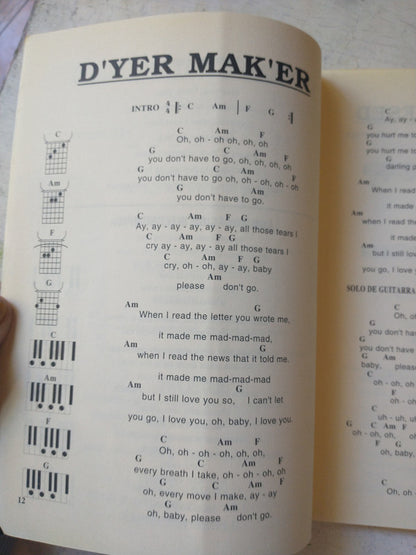 D'YER MAK'ER
INTRO 4/4 𝄆 C Am | F G 𝄇
C Am F
Oh, oh - oh oh, oh, oh
G C Am F
you don't have to go, oh, oh, oh, oh
G C Am F
you don't have to go oh, oh - oh, oh - oh
G
you don't have to go.
C Am F G
Ay, ay - ay, ay - ay, ay, all those tears I
C Am F G
cry ay - ay, ay - ay all those tears I
C Am F G
cry, oh - oh, ay - ay, baby
please don't go.
Am G
When I read the letter you wrote me,
Am
it made me mad-mad-mad,
G
when I read the news that it told me.
Am
it made me mad-mad-mad
Am G
but I still love you so, I can't let
you go, I love you, oh, baby, I love you.
C Am F
Oh, oh, oh - oh, oh, oh,
G C Am F
every breath I take, oh - oh - oh, oh
G C Am
oh, every move I make, ay - ay
G
oh, baby, please don't go.
C
Am
F
G
C
Am
F
G
12
C
Ay, ay -
G
you hurt me to
G
you hurt me to
G
darling p
Am
it made m
when I read the
Am
it made m
Am
but I still lo
you go, I love y
SOLO DE GUITARRA
C
Oh, o
G
you don't have
G
you don't have
G
baby, please
C Am
oh - oh, o
C
oh - oh
G
uh - uh, u
G C Am F
oh - oh, oh,
G
oh, baby, pl
C
Oh, o